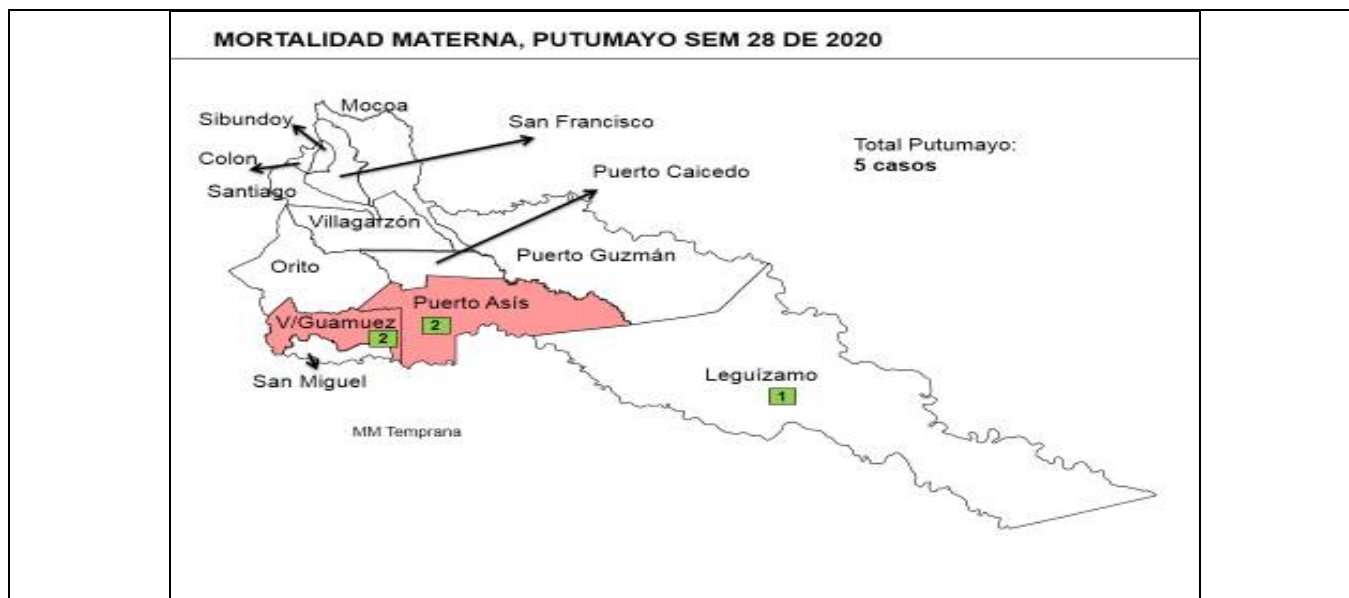 MORTALIDAD MATERNA, PUTUMAYO SEM 28 DE 2020
Mocoa
Sibundoy
San Francisco
Colon
Santiago
Total Putumayo:
5 casos
Puerto Caicedo
Villagarzón
Puerto Guzmán
Orito
Puerto Asís
V/Guamuez
2
2
San Miguel
Leguízamo
1
MM Temprana